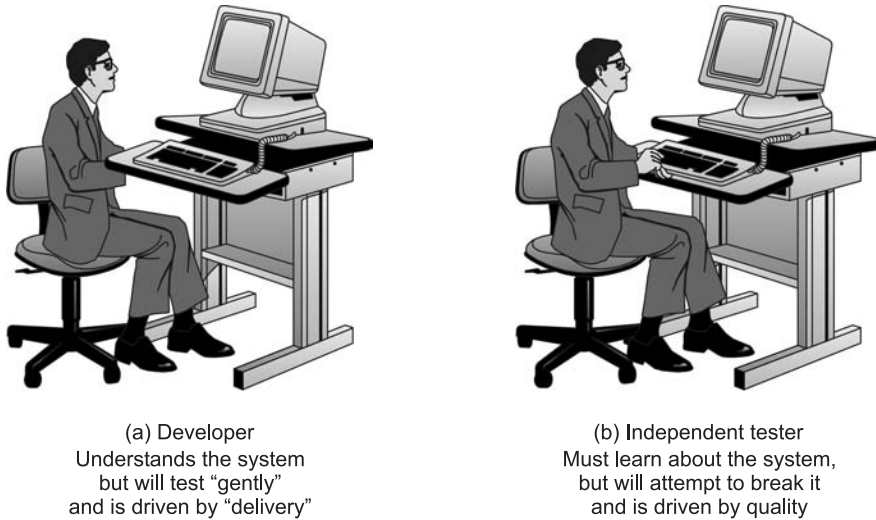 (a) Developer
Understands the system
but will test “gently”
and is driven by “delivery”
(b) Independent tester
Must learn about the system,
but will attempt to break it
and is driven by quality